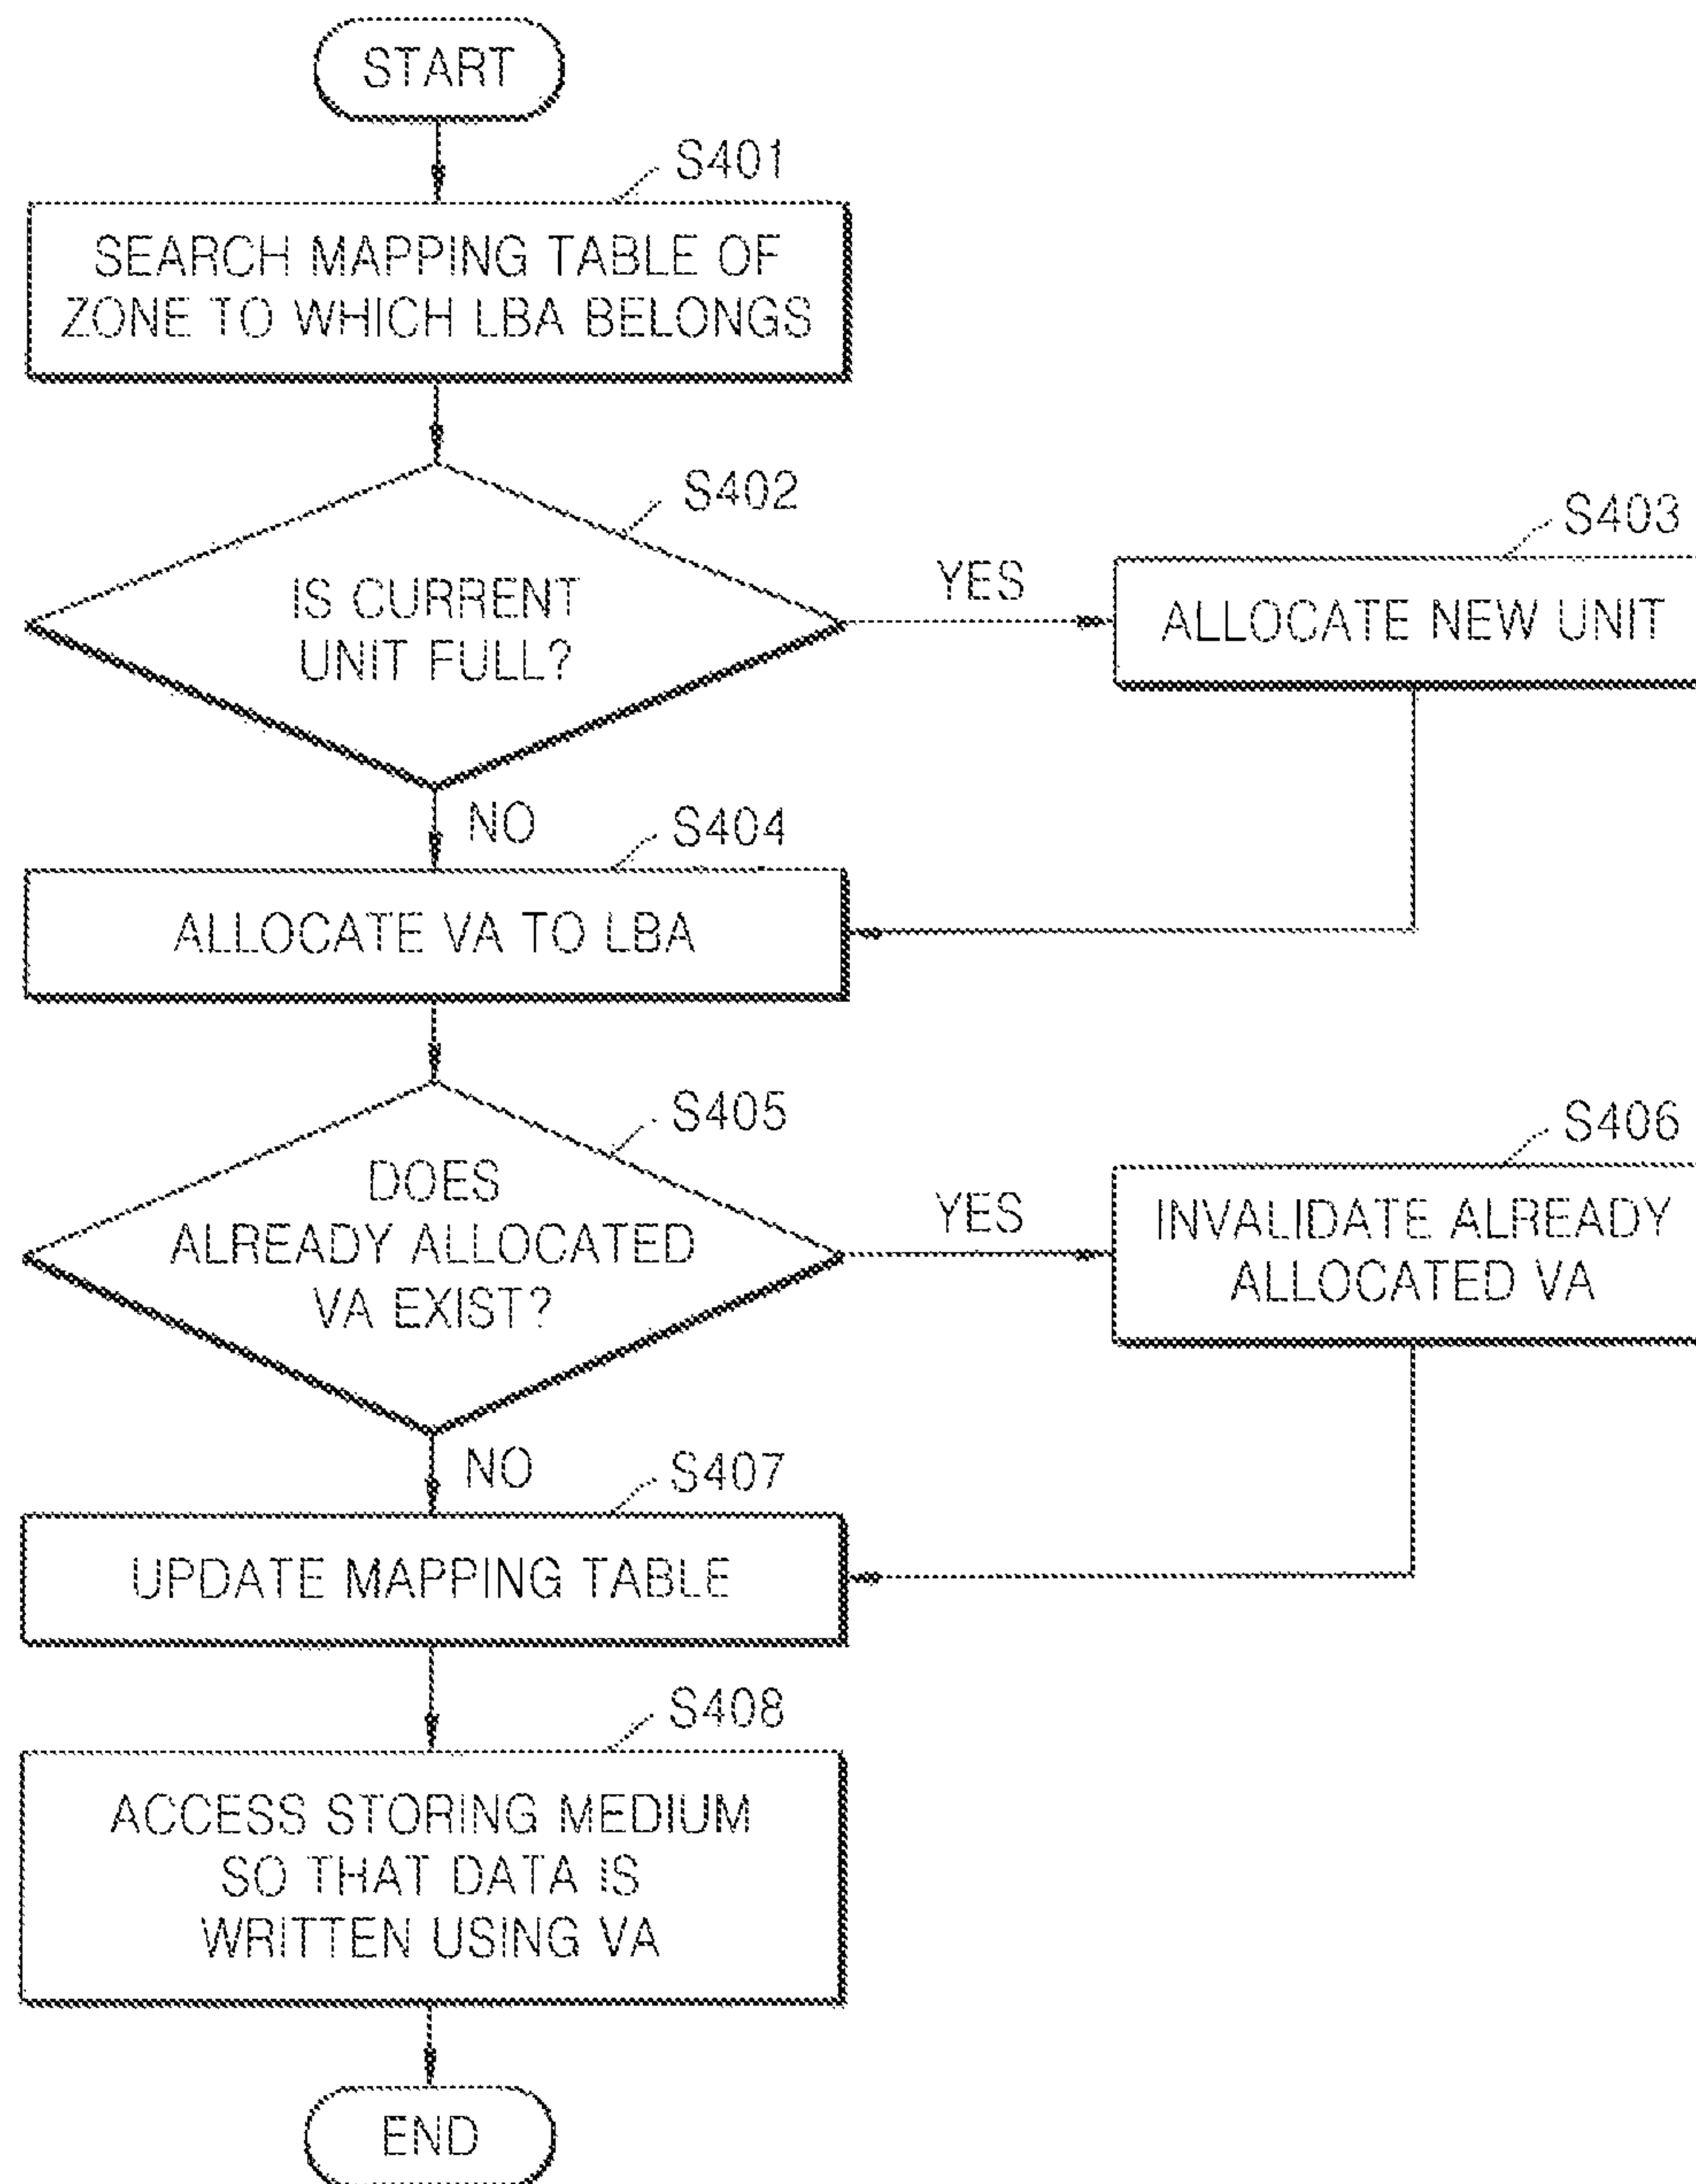 START
S401
SEARCH MAPPING TABLE OF
ZONE TO WHICH LBA BELONGS
S402
IS CURRENT
UNIT FULL?
YES
S403
ALLOCATE NEW UNIT
NO
S404
ALLOCATE VA TO LBA
S405
DOES
ALREADY ALLOCATED
VA EXIST?
YES
S406
INVALIDATE ALREADY
ALLOCATED VA
NO
S407
UPDATE MAPPING TABLE
S408
ACCESS STORING MEDIUM
SO THAT DATA IS
WRITTEN USING VA
END